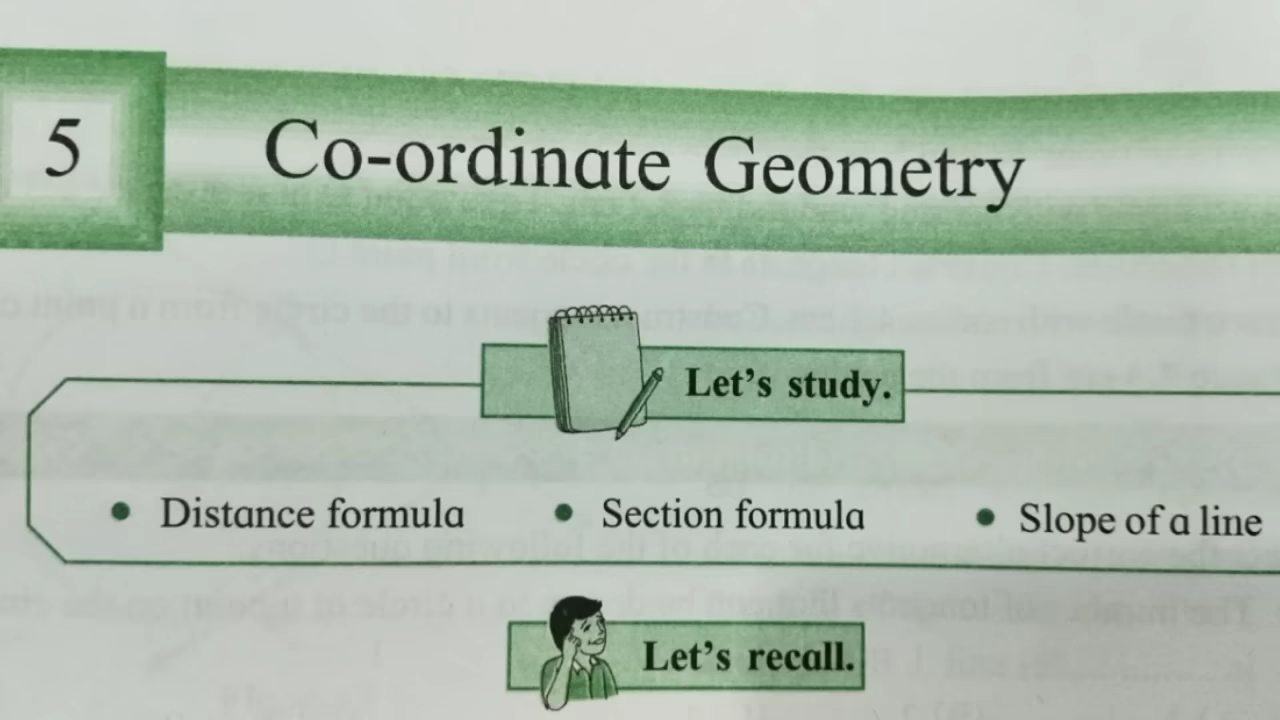 5
Co-ordinate Geometry
Let's study.
• Distance formula • Section formula • Slope of a line
Let's recall.